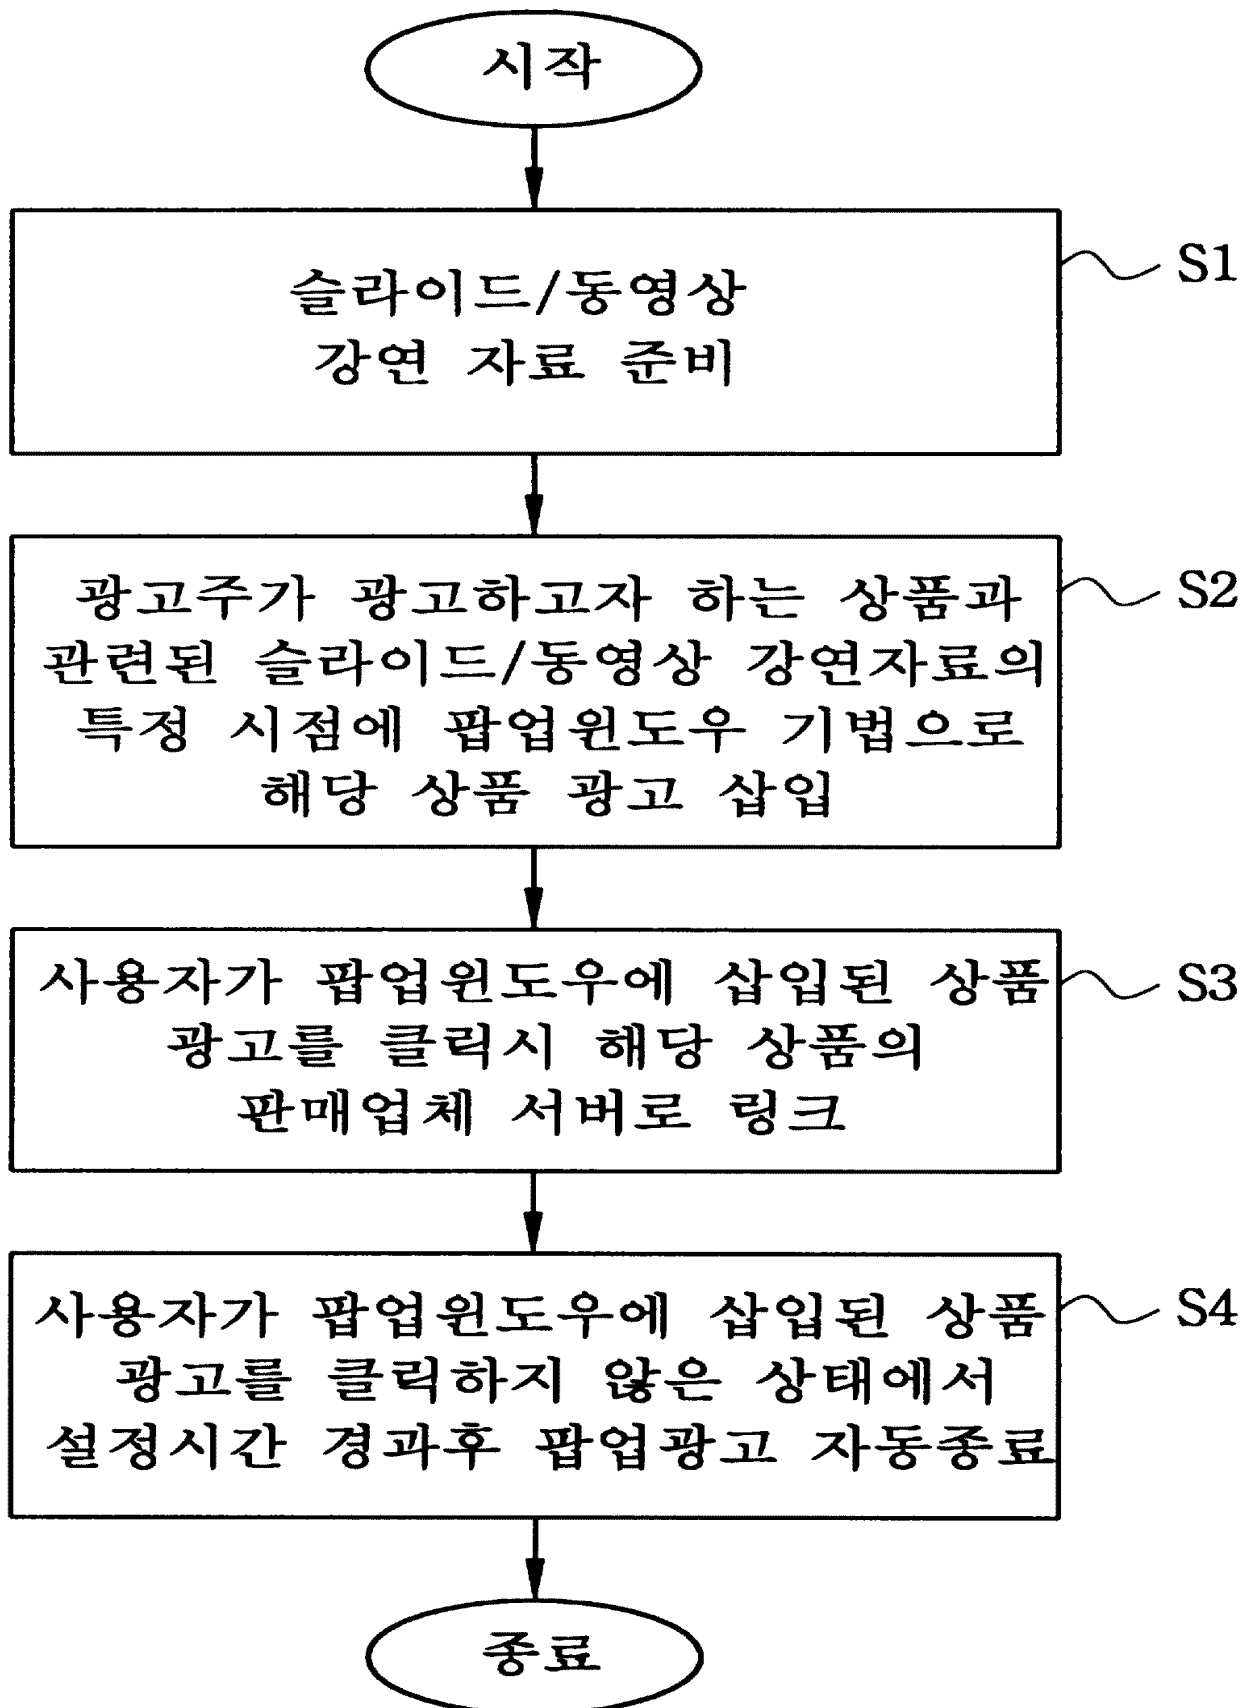 시작
슬라이드/동영상
강연 자료 준비
S1
광고주가 광고하고자 하는 상품과
관련된 슬라이드/동영상 강연자료의
특정 시점에 팝업윈도우 기법으로
해당 상품 광고 삽입
S2
사용자가 팝업윈도우에 삽입된 상품
광고를 클릭시 해당 상품의
판매업체 서버로 링크
S3
사용자가 팝업윈도우에 삽입된 상품
광고를 클릭하지 않은 상태에서
설정시간 경과후 팝업광고 자동종료
S4
종료